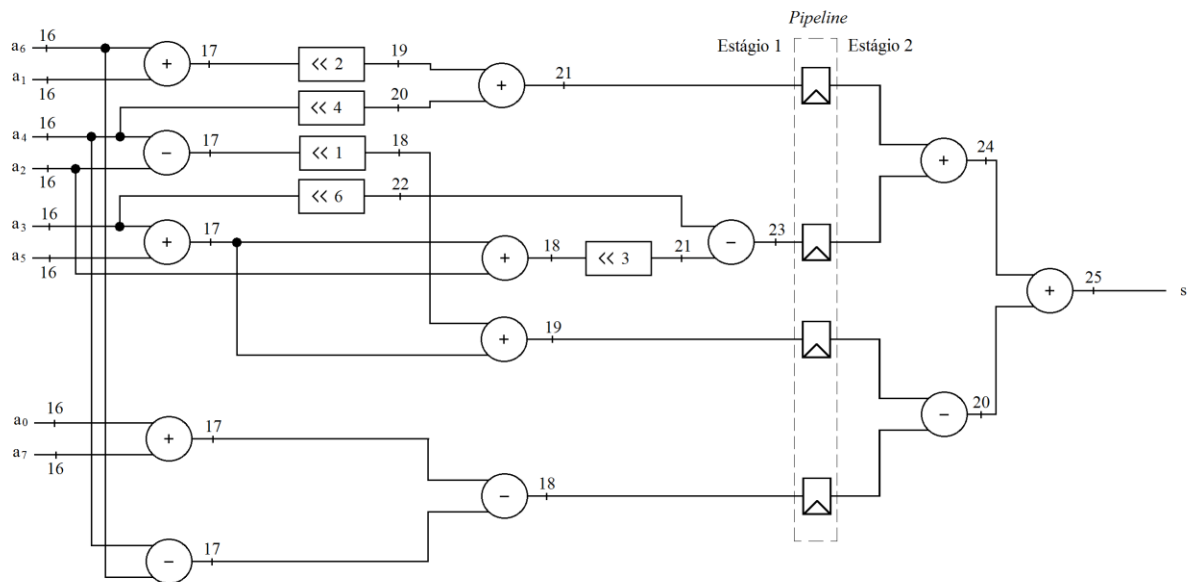 Pipeline
Estágio 1 Estágio 2
a6 16 17 << 2 19 21
+ +
a1 16
<< 4 20
a4 16 17 << 1 18 24
- +
a2 16
<< 6 22
a3 16 17 18 << 3 21 23
+ + -
a5 16
25 s
+
19
+
20
-
a0 16 17
+
a7 16
18
-
17
-